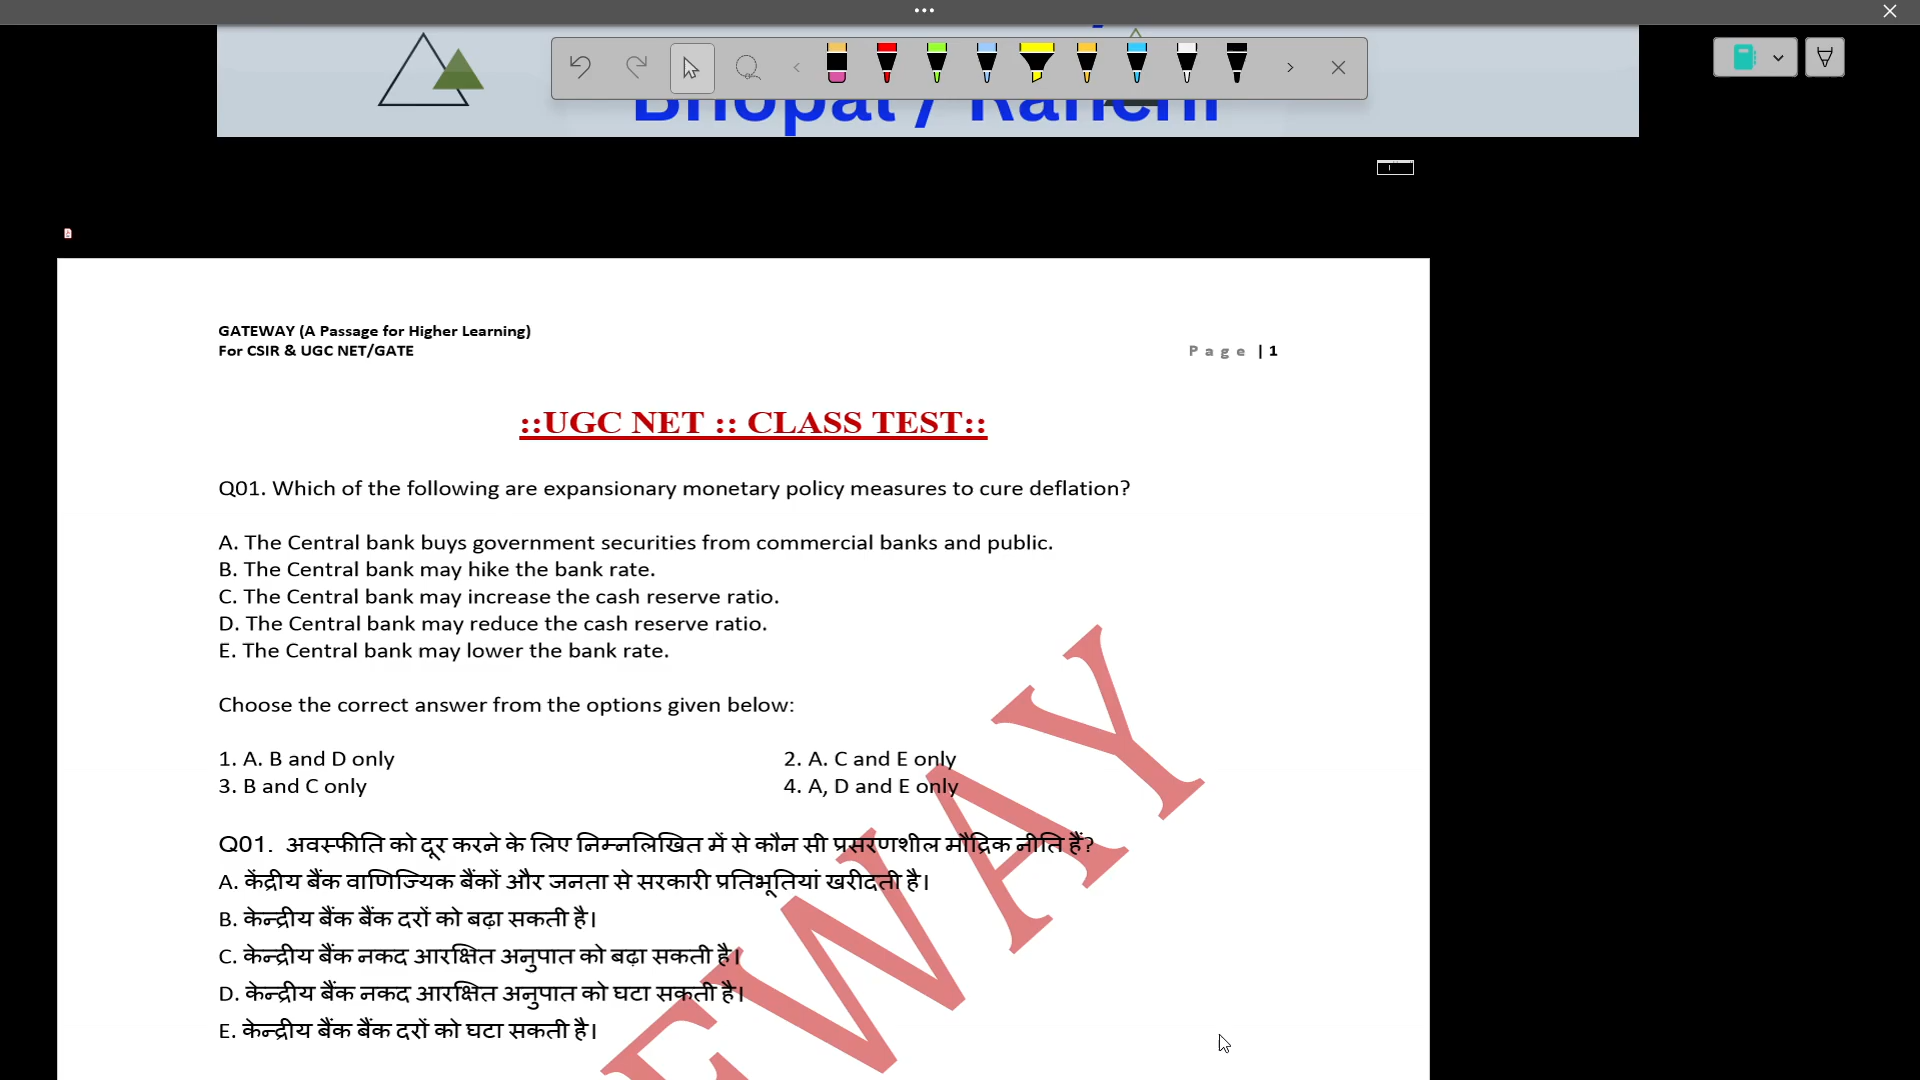 Bhopal / Ranchi
GATEWAY (A Passage for Higher Learning)
For CSIR & UGC NET/GATE
Page | 1
::UGC NET :: CLASS TEST::
Q01. Which of the following are expansionary monetary policy measures to cure deflation?
A. The Central bank buys government securities from commercial banks and public.
B. The Central bank may hike the bank rate.
C. The Central bank may increase the cash reserve ratio.
D. The Central bank may reduce the cash reserve ratio.
E. The Central bank may lower the bank rate.
Choose the correct answer from the options given below:
1. A. B and D only 2. A. C and E only
3. B and C only 4. A, D and E only
Q01. अवस्फीति को दूर करने के लिए निम्नलिखित में से कौन सी प्रसरणशील मौद्रिक नीति हैं?
A. केंद्रीय बैंक वाणिज्यिक बैंकों और जनता से सरकारी प्रतिभूतियां खरीदती है।
B. केन्द्रीय बैंक बैंक दरों को बढ़ा सकती है।
C. केन्द्रीय बैंक नकद आरक्षित अनुपात को बढ़ा सकती है।
D. केन्द्रीय बैंक नकद आरक्षित अनुपात को घटा सकती है।
E. केन्द्रीय बैंक बैंक दरों को घटा सकती है।
EWAY